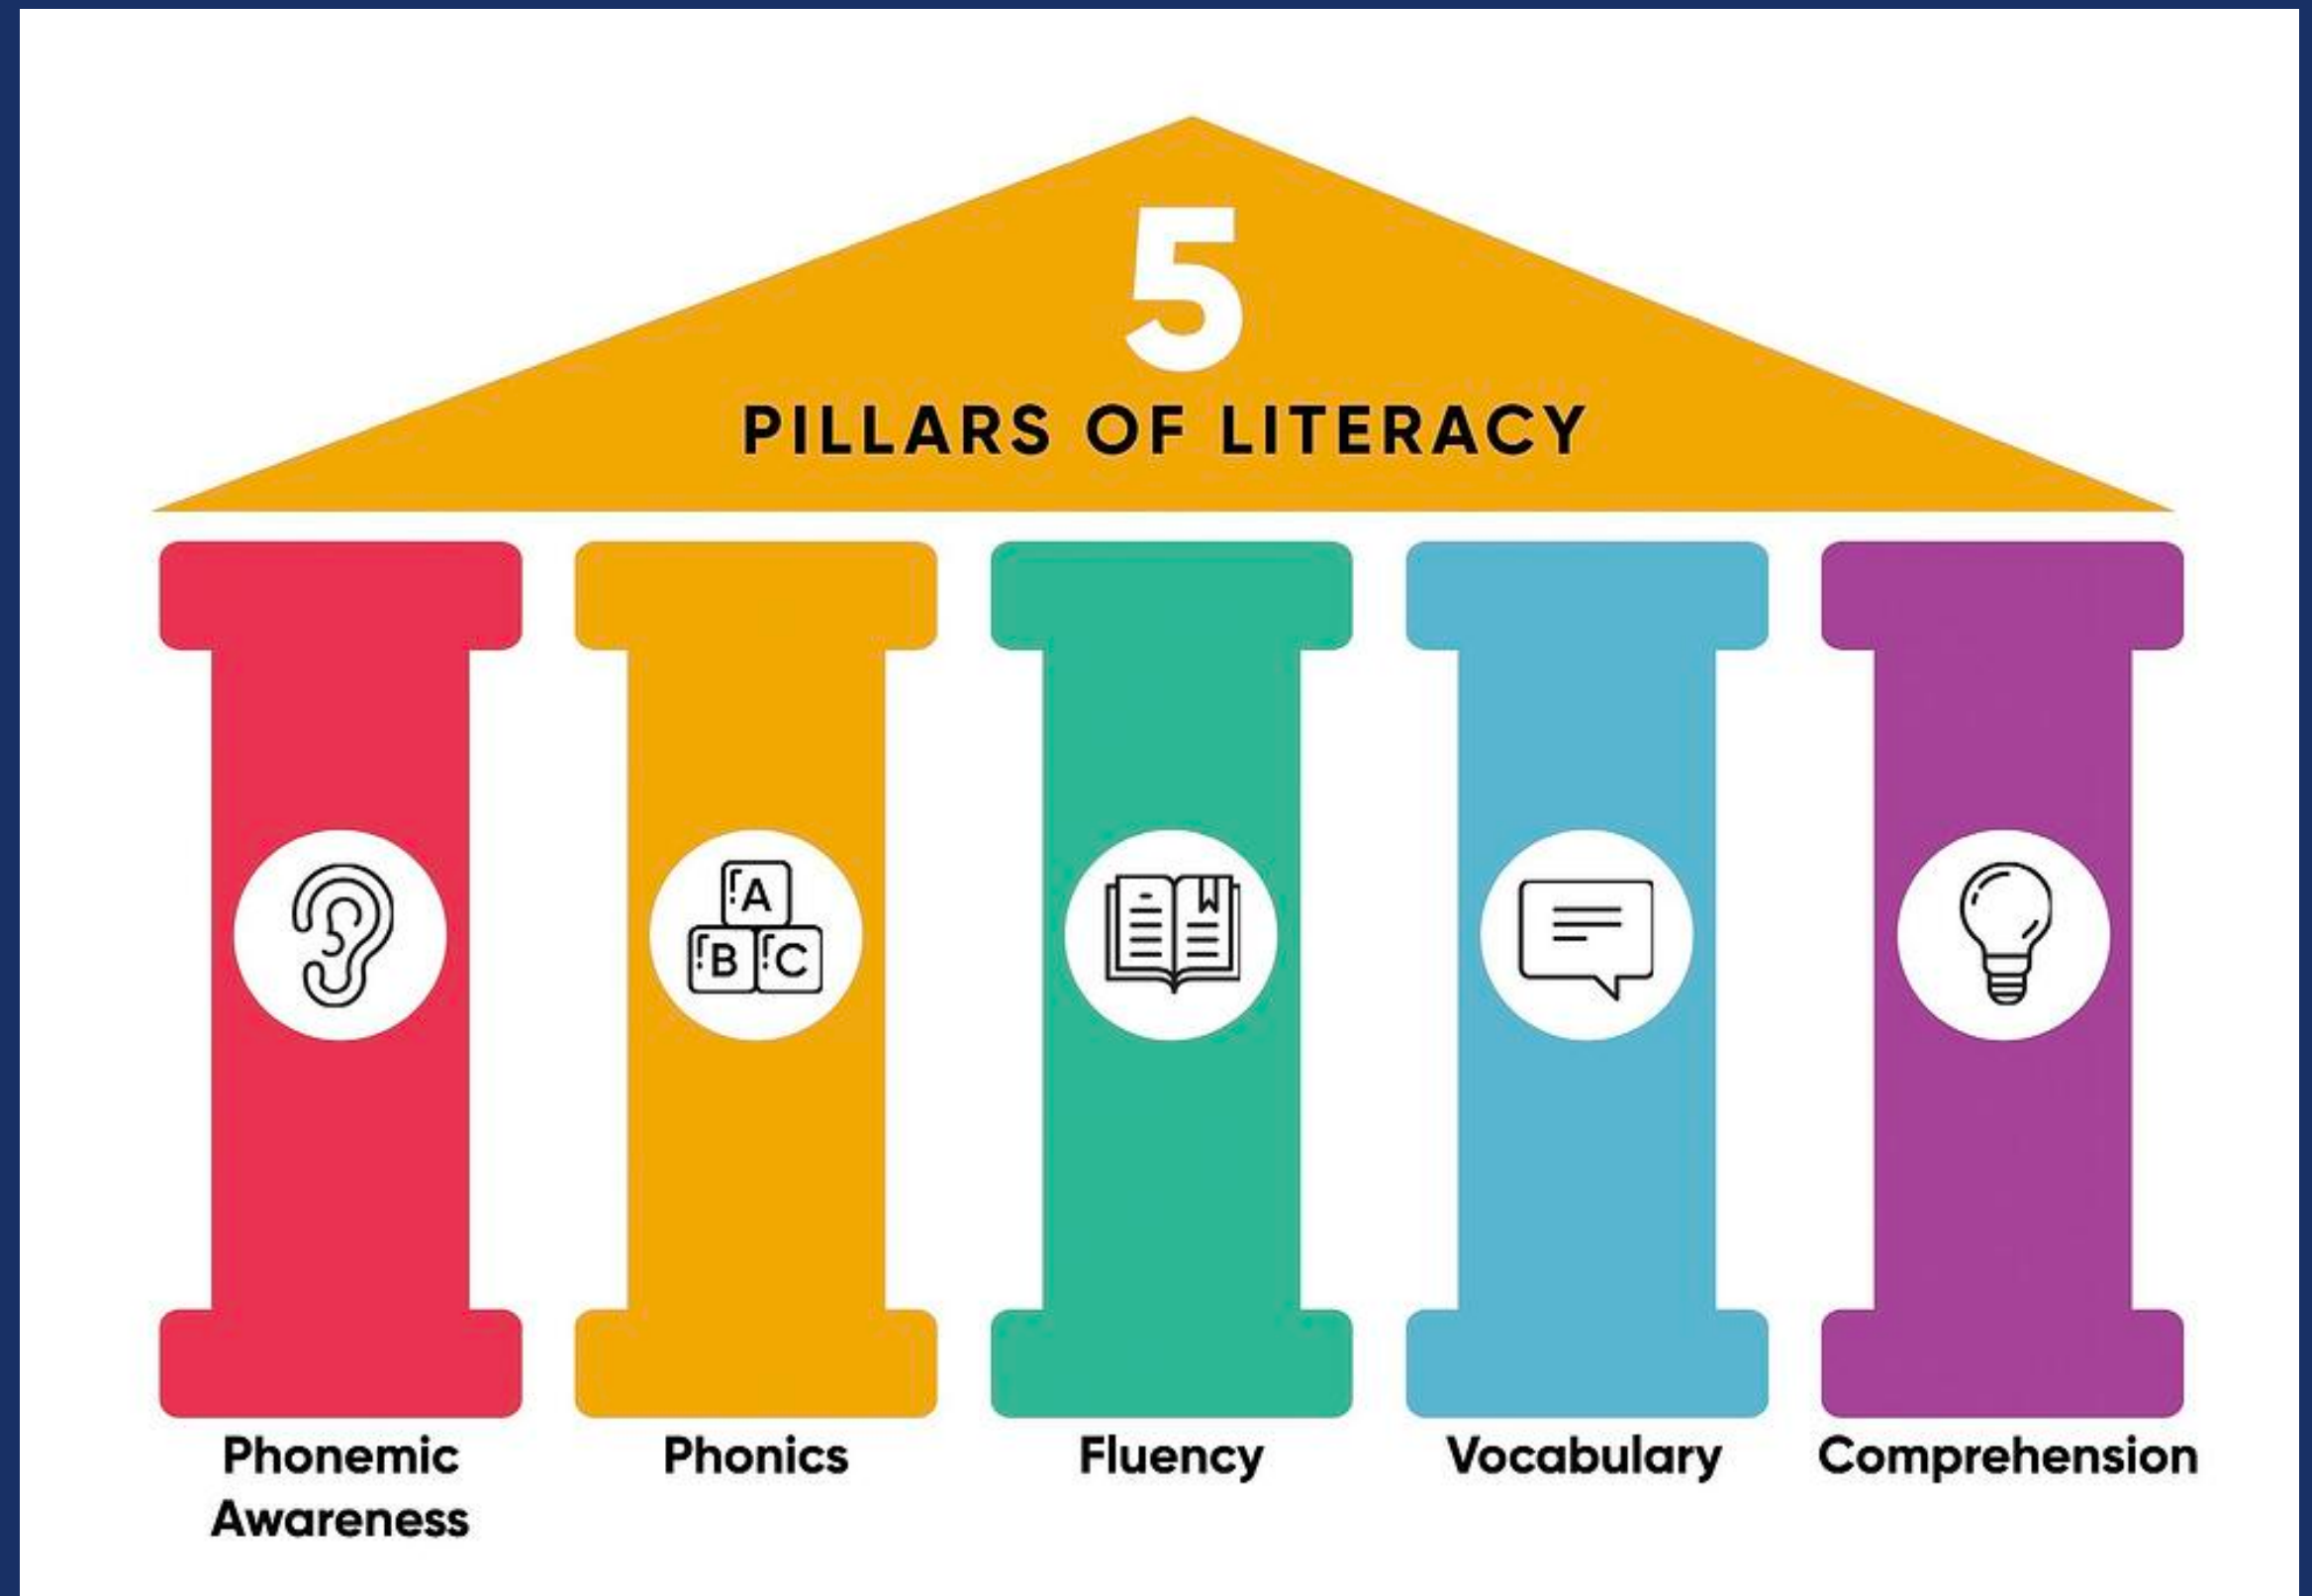 5
PILLARS OF LITERACY
A
B C
Phonemic
Awareness
Phonics
Fluency
Vocabulary
Comprehension